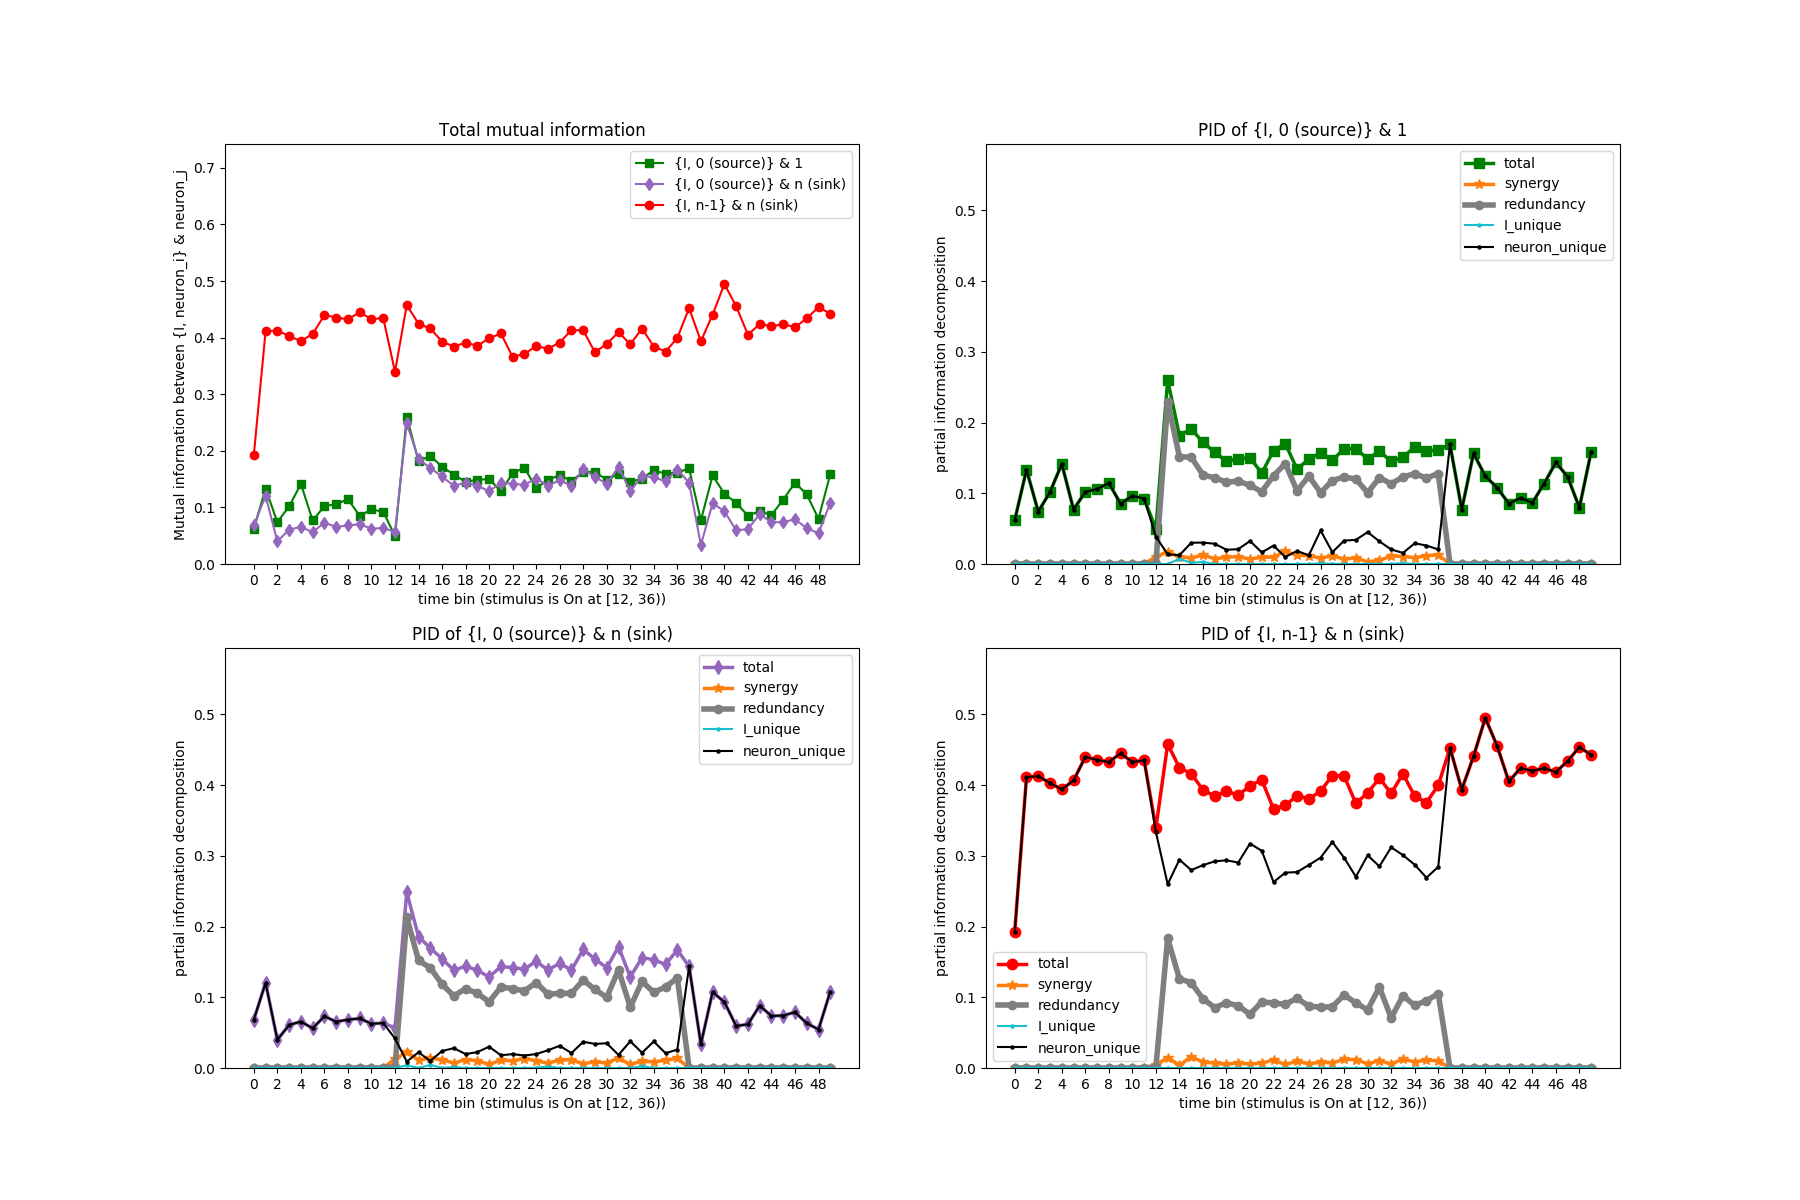 Total mutual information
Mutual information between {I, neuron_i} & neuron_j
0.7
0.6
0.5
0.4
0.3
0.2
0.1
0.0
{I, 0 (source)} & 1
{I, 0 (source)} & n (sink)
{I, n-1} & n (sink)
0 2 4 6 8 10 12 14 16 18 20 22 24 26 28 30 32 34 36 38 40 42 44 46 48
time bin (stimulus is On at [12, 36))
PID of {I, 0 (source)} & 1
partial information decomposition
0.5
0.4
0.3
0.2
0.1
0.0
total
synergy
redundancy
I_unique
neuron_unique
0 2 4 6 8 10 12 14 16 18 20 22 24 26 28 30 32 34 36 38 40 42 44 46 48
time bin (stimulus is On at [12, 36))
PID of {I, 0 (source)} & n (sink)
partial information decomposition
0.5
0.4
0.3
0.2
0.1
0.0
total
synergy
redundancy
I_unique
neuron_unique
0 2 4 6 8 10 12 14 16 18 20 22 24 26 28 30 32 34 36 38 40 42 44 46 48
time bin (stimulus is On at [12, 36))
PID of {I, n-1} & n (sink)
partial information decomposition
0.5
0.4
0.3
0.2
0.1
0.0
total
synergy
redundancy
I_unique
neuron_unique
0 2 4 6 8 10 12 14 16 18 20 22 24 26 28 30 32 34 36 38 40 42 44 46 48
time bin (stimulus is On at [12, 36))